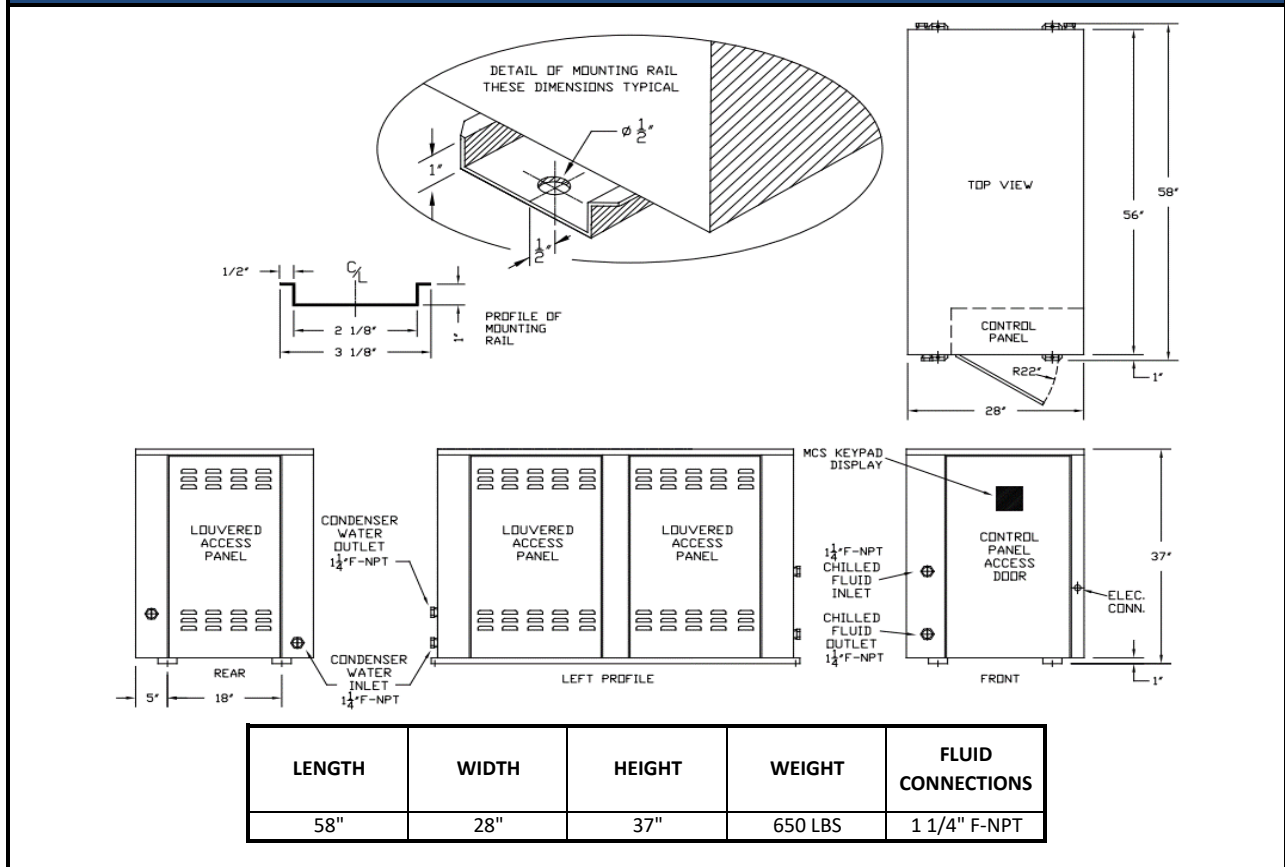 DETAIL OF MOUNTING RAIL
THESE DIMENSIONS TYPICAL
Ø 1/2"
1"
1/2"
1/2"
C/L
2 1/8"
3 1/8"
1"
PROFILE OF
MOUNTING
RAIL
TOP VIEW
58"
56"
CONTROL
PANEL
R22"
1"
28"
LOUVERED
ACCESS
PANEL
REAR
5"
18"
CONDENSER
WATER
OUTLET
1 1/4"F-NPT
CONDENSER
WATER
INLET
1 1/4"F-NPT
LOUVERED
ACCESS
PANEL
LOUVERED
ACCESS
PANEL
LEFT PROFILE
MCS KEYPAD
DISPLAY
1 1/4"F-NPT
CHILLED
FLUID
INLET
CHILLED
FLUID
OUTLET
1 1/4"F-NPT
CONTROL
PANEL
ACCESS
DOOR
37"
ELEC.
CONN.
FRONT
1"
LENGTH WIDTH HEIGHT WEIGHT FLUID
CONNECTIONS
58" 28" 37" 650 LBS 1 1/4" F-NPT